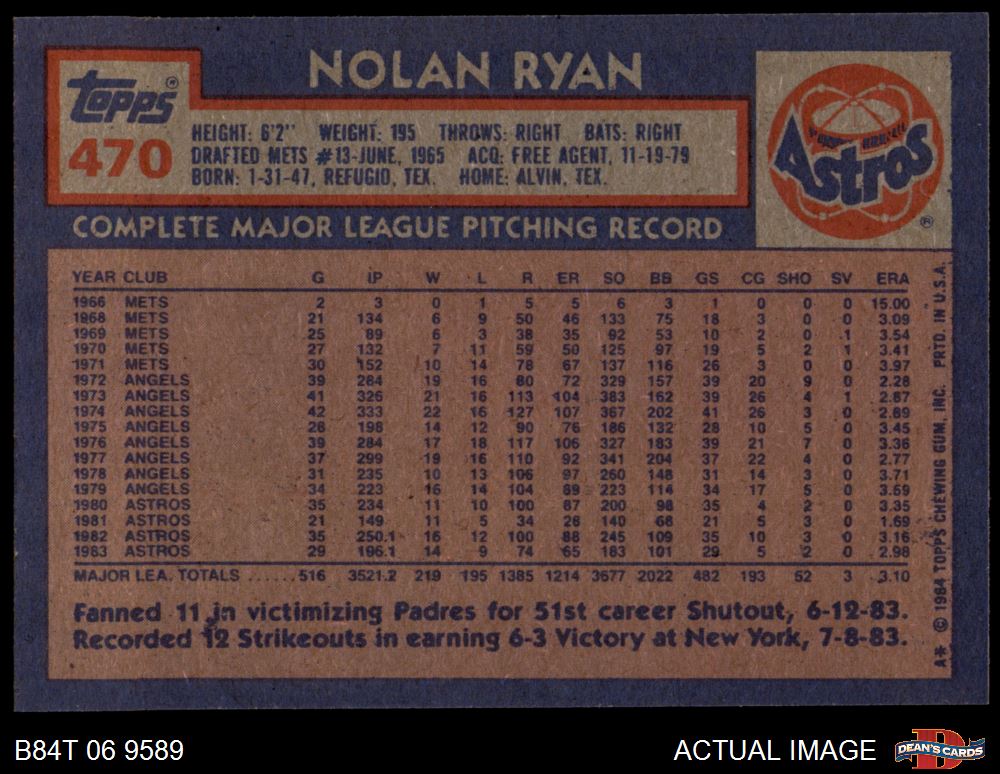 NOLAN RYAN
topps®
470
HEIGHT: 6'2" WEIGHT: 195 THROWS: RIGHT BATS: RIGHT
DRAFTED METS #13-JUNE, 1965 ACQ: FREE AGENT, 11-19-79
BORN: 1-31-47, REFUGIO, TEX. HOME: ALVIN, TEX.
Astros
®
COMPLETE MAJOR LEAGUE PITCHING RECORD
YEAR CLUB G IP W L R ER SO BB GS CG SHO SV ERA
1966 METS 2 3 0 1 5 5 6 3 1 0 0 0 15.00
1968 METS 21 134 6 9 50 46 133 75 18 3 0 0 3.09
1969 METS 25 89 6 3 38 35 92 53 10 2 0 1 3.54
1970 METS 27 132 7 11 59 50 125 97 19 5 2 1 3.41
1971 METS 30 152 10 14 78 67 137 116 26 3 0 0 3.97
1972 ANGELS 39 284 19 16 80 72 329 157 39 20 9 0 2.28
1973 ANGELS 41 326 21 16 113 104 383 162 39 26 4 1 2.87
1974 ANGELS 42 333 22 16 127 107 367 202 41 26 3 0 2.89
1975 ANGELS 28 198 14 12 90 76 186 132 28 10 5 0 3.45
1976 ANGELS 39 284 17 18 117 106 327 183 39 21 7 0 3.36
1977 ANGELS 37 299 19 16 110 92 341 204 37 22 4 0 2.77
1978 ANGELS 31 235 10 13 106 97 260 148 31 14 3 0 3.71
1979 ANGELS 34 223 16 14 104 89 223 114 34 17 5 0 3.59
1980 ASTROS 35 234 11 10 100 87 200 98 35 4 2 0 3.35
1981 ASTROS 21 149 11 5 34 28 140 68 21 5 3 0 1.69
1982 ASTROS 35 250.1 16 12 100 88 245 109 35 10 3 0 3.16
1983 ASTROS 29 196.1 14 9 74 65 183 101 29 5 2 0 2.98
MAJOR LEA. TOTALS ...... 516 3521.2 219 195 1385 1214 3677 2022 482 193 52 3 3.10
Fanned 11 in victimizing Padres for 51st career Shutout, 6-12-83.
Recorded 12 Strikeouts in earning 6-3 Victory at New York, 7-8-83.
A* © 1984 TOPPS CHEWING GUM, INC. PRTD. IN U.S.A.
B84T 06 9589
ACTUAL IMAGE
DEAN'S CARDS